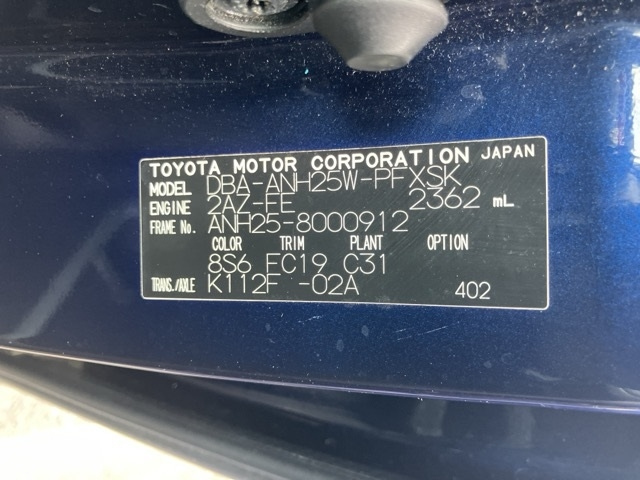 TOYOTA MOTOR CORPORATION JAPAN
MODEL DBA-ANH25W-PFXSK
ENGINE 2AZ-FE 2362 mL
FRAME No. ANH25-8000912
COLOR TRIM PLANT OPTION
8S6 FC19 C31
TRANS./AXLE K112F -02A 402